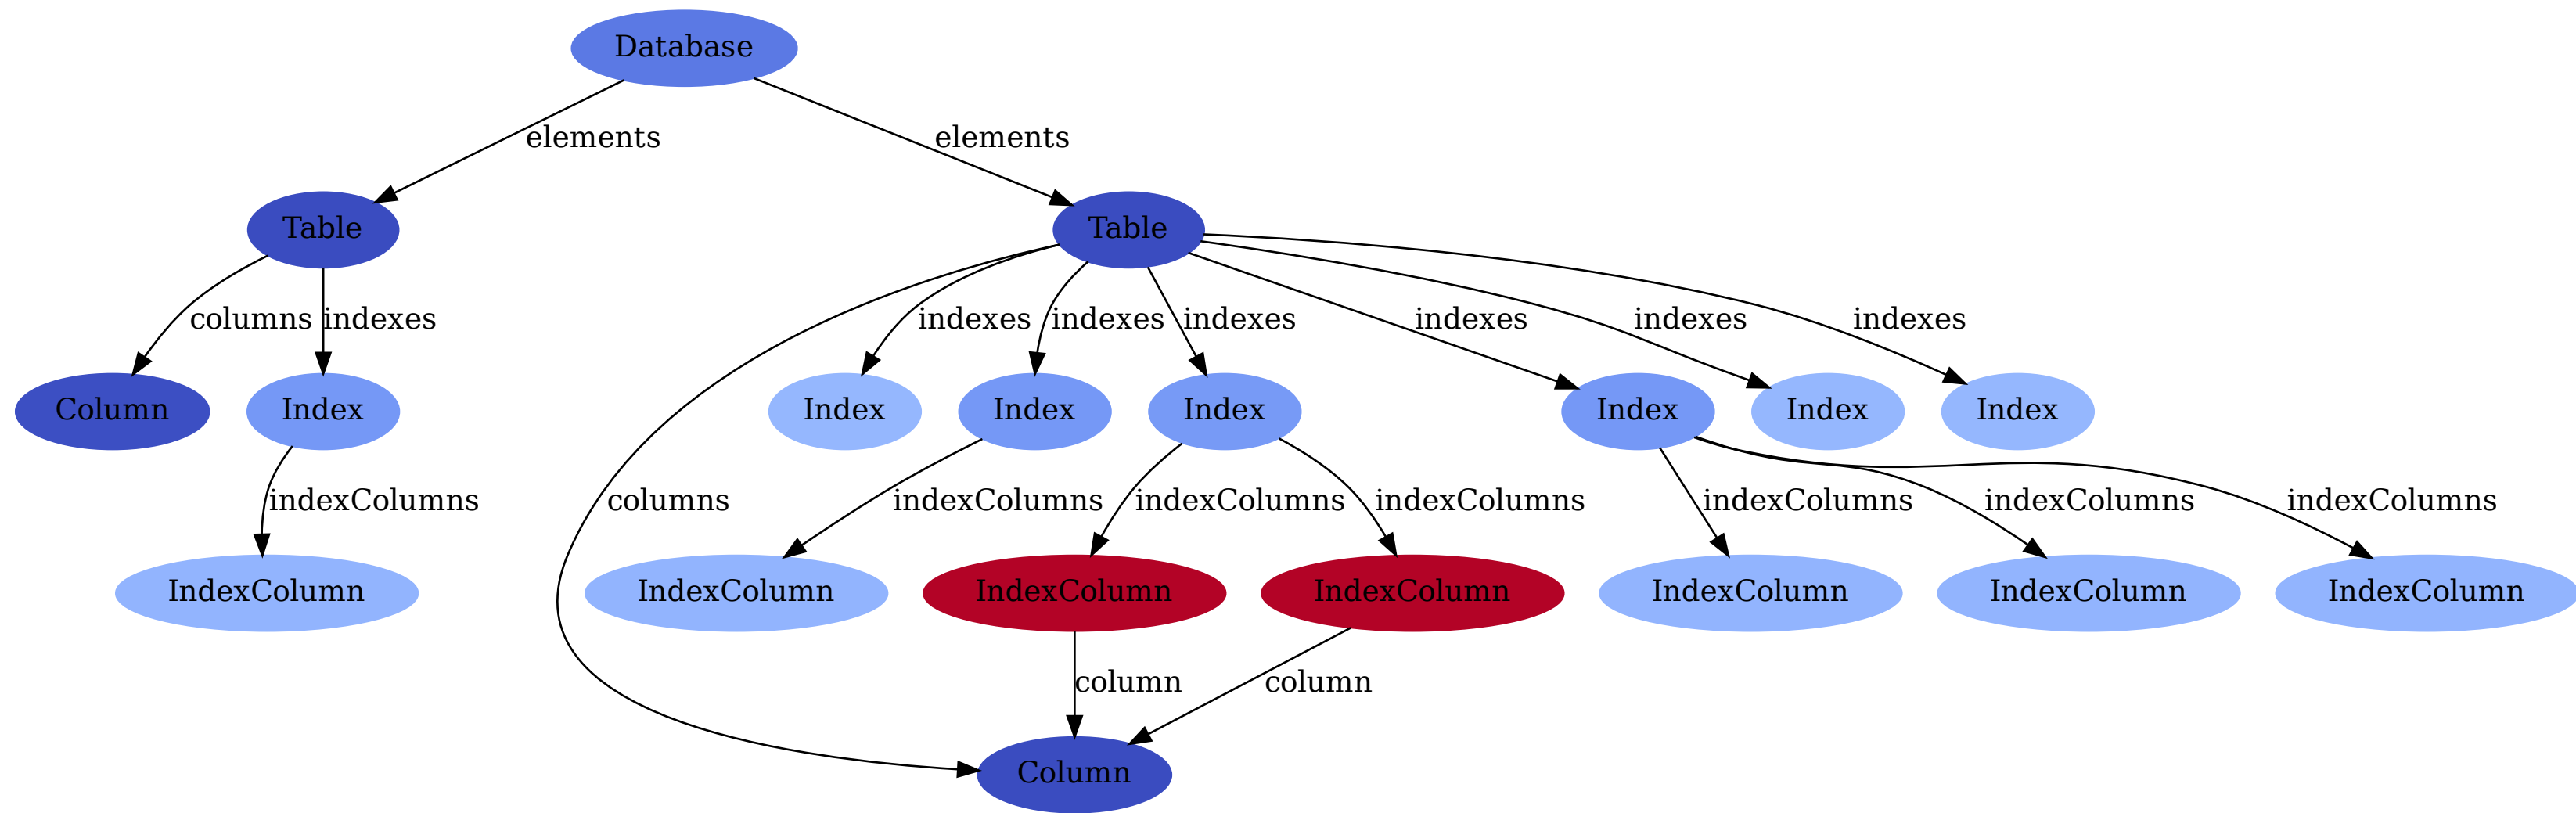 Database
elements
elements
Table
Table
columns
indexes
indexes
indexes
indexes
indexes
indexes
indexes
Column
Index
Index
Index
Index
Index
Index
Index
indexColumns
columns
indexColumns
indexColumns
indexColumns
indexColumns
indexColumns
indexColumns
IndexColumn
IndexColumn
IndexColumn
IndexColumn
IndexColumn
IndexColumn
IndexColumn
column
column
Column